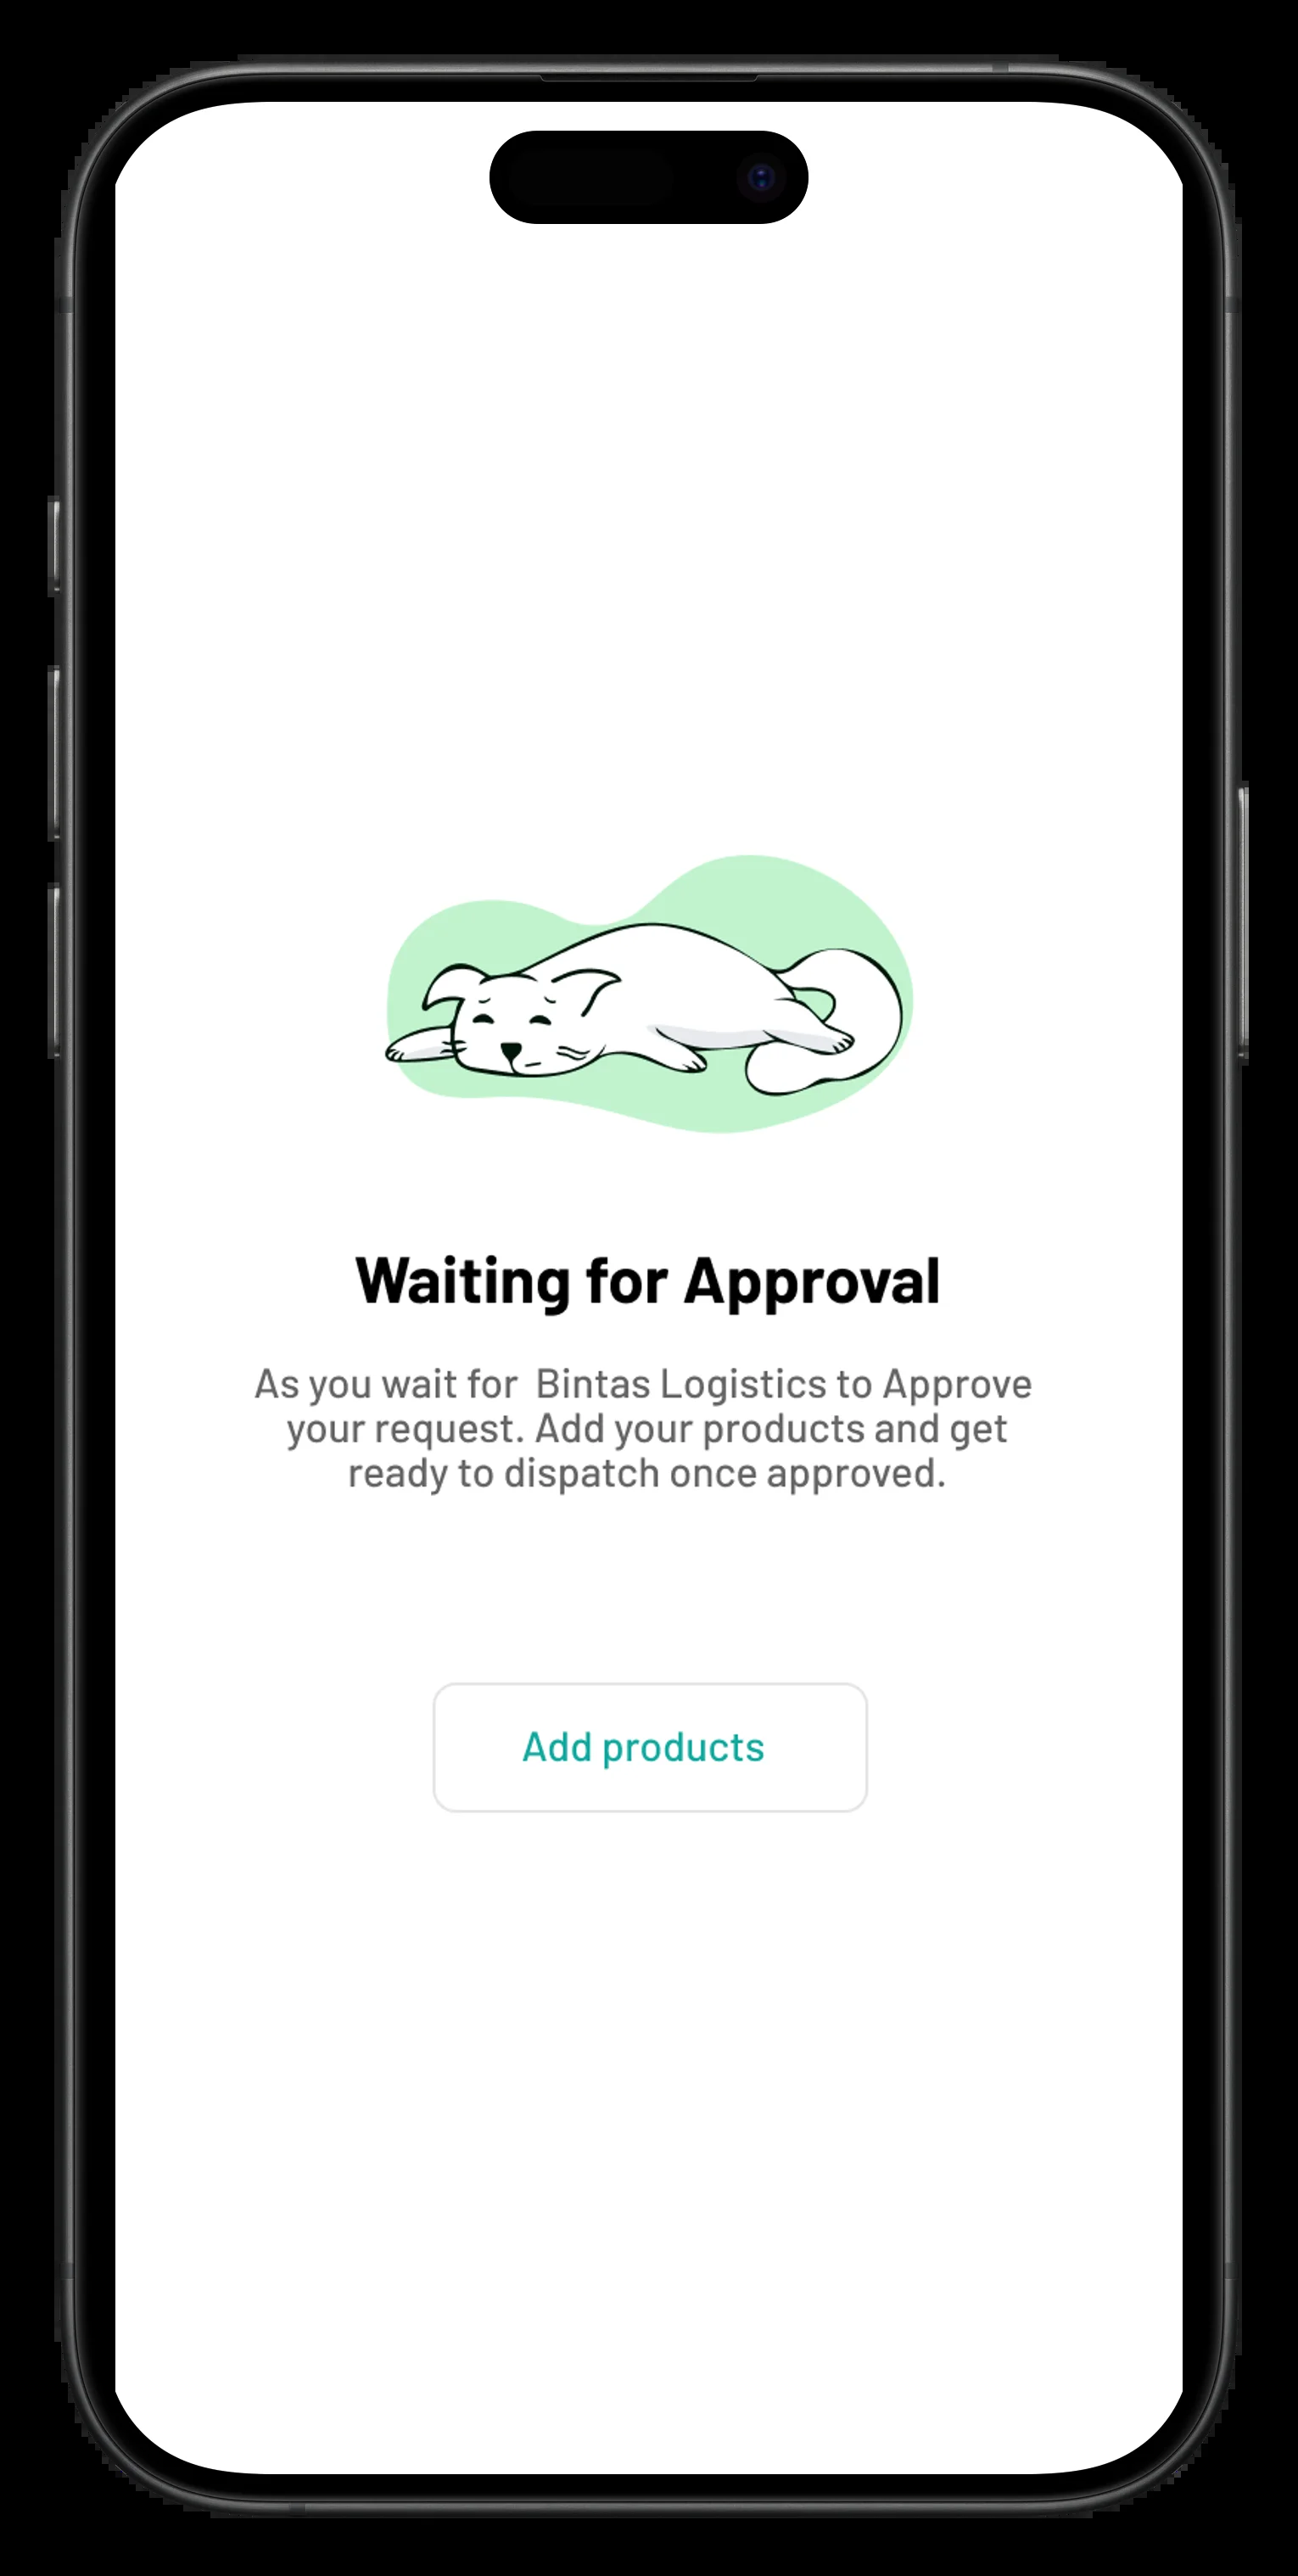 Waiting for Approval
As you wait for  Bintas Logistics to Approve
your request. Add your products and get
ready to dispatch once approved.
Add products